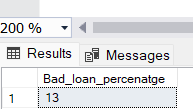 200 %
Results Messages
Bad_loan_percenatge
1 13